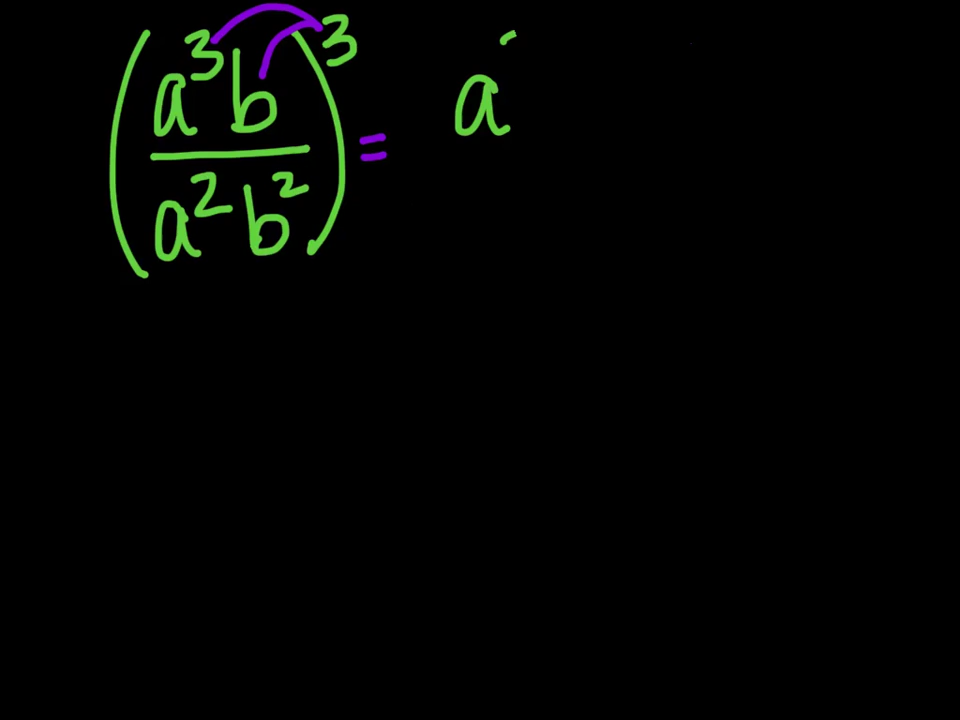 (a³b / a²b²)³ = a